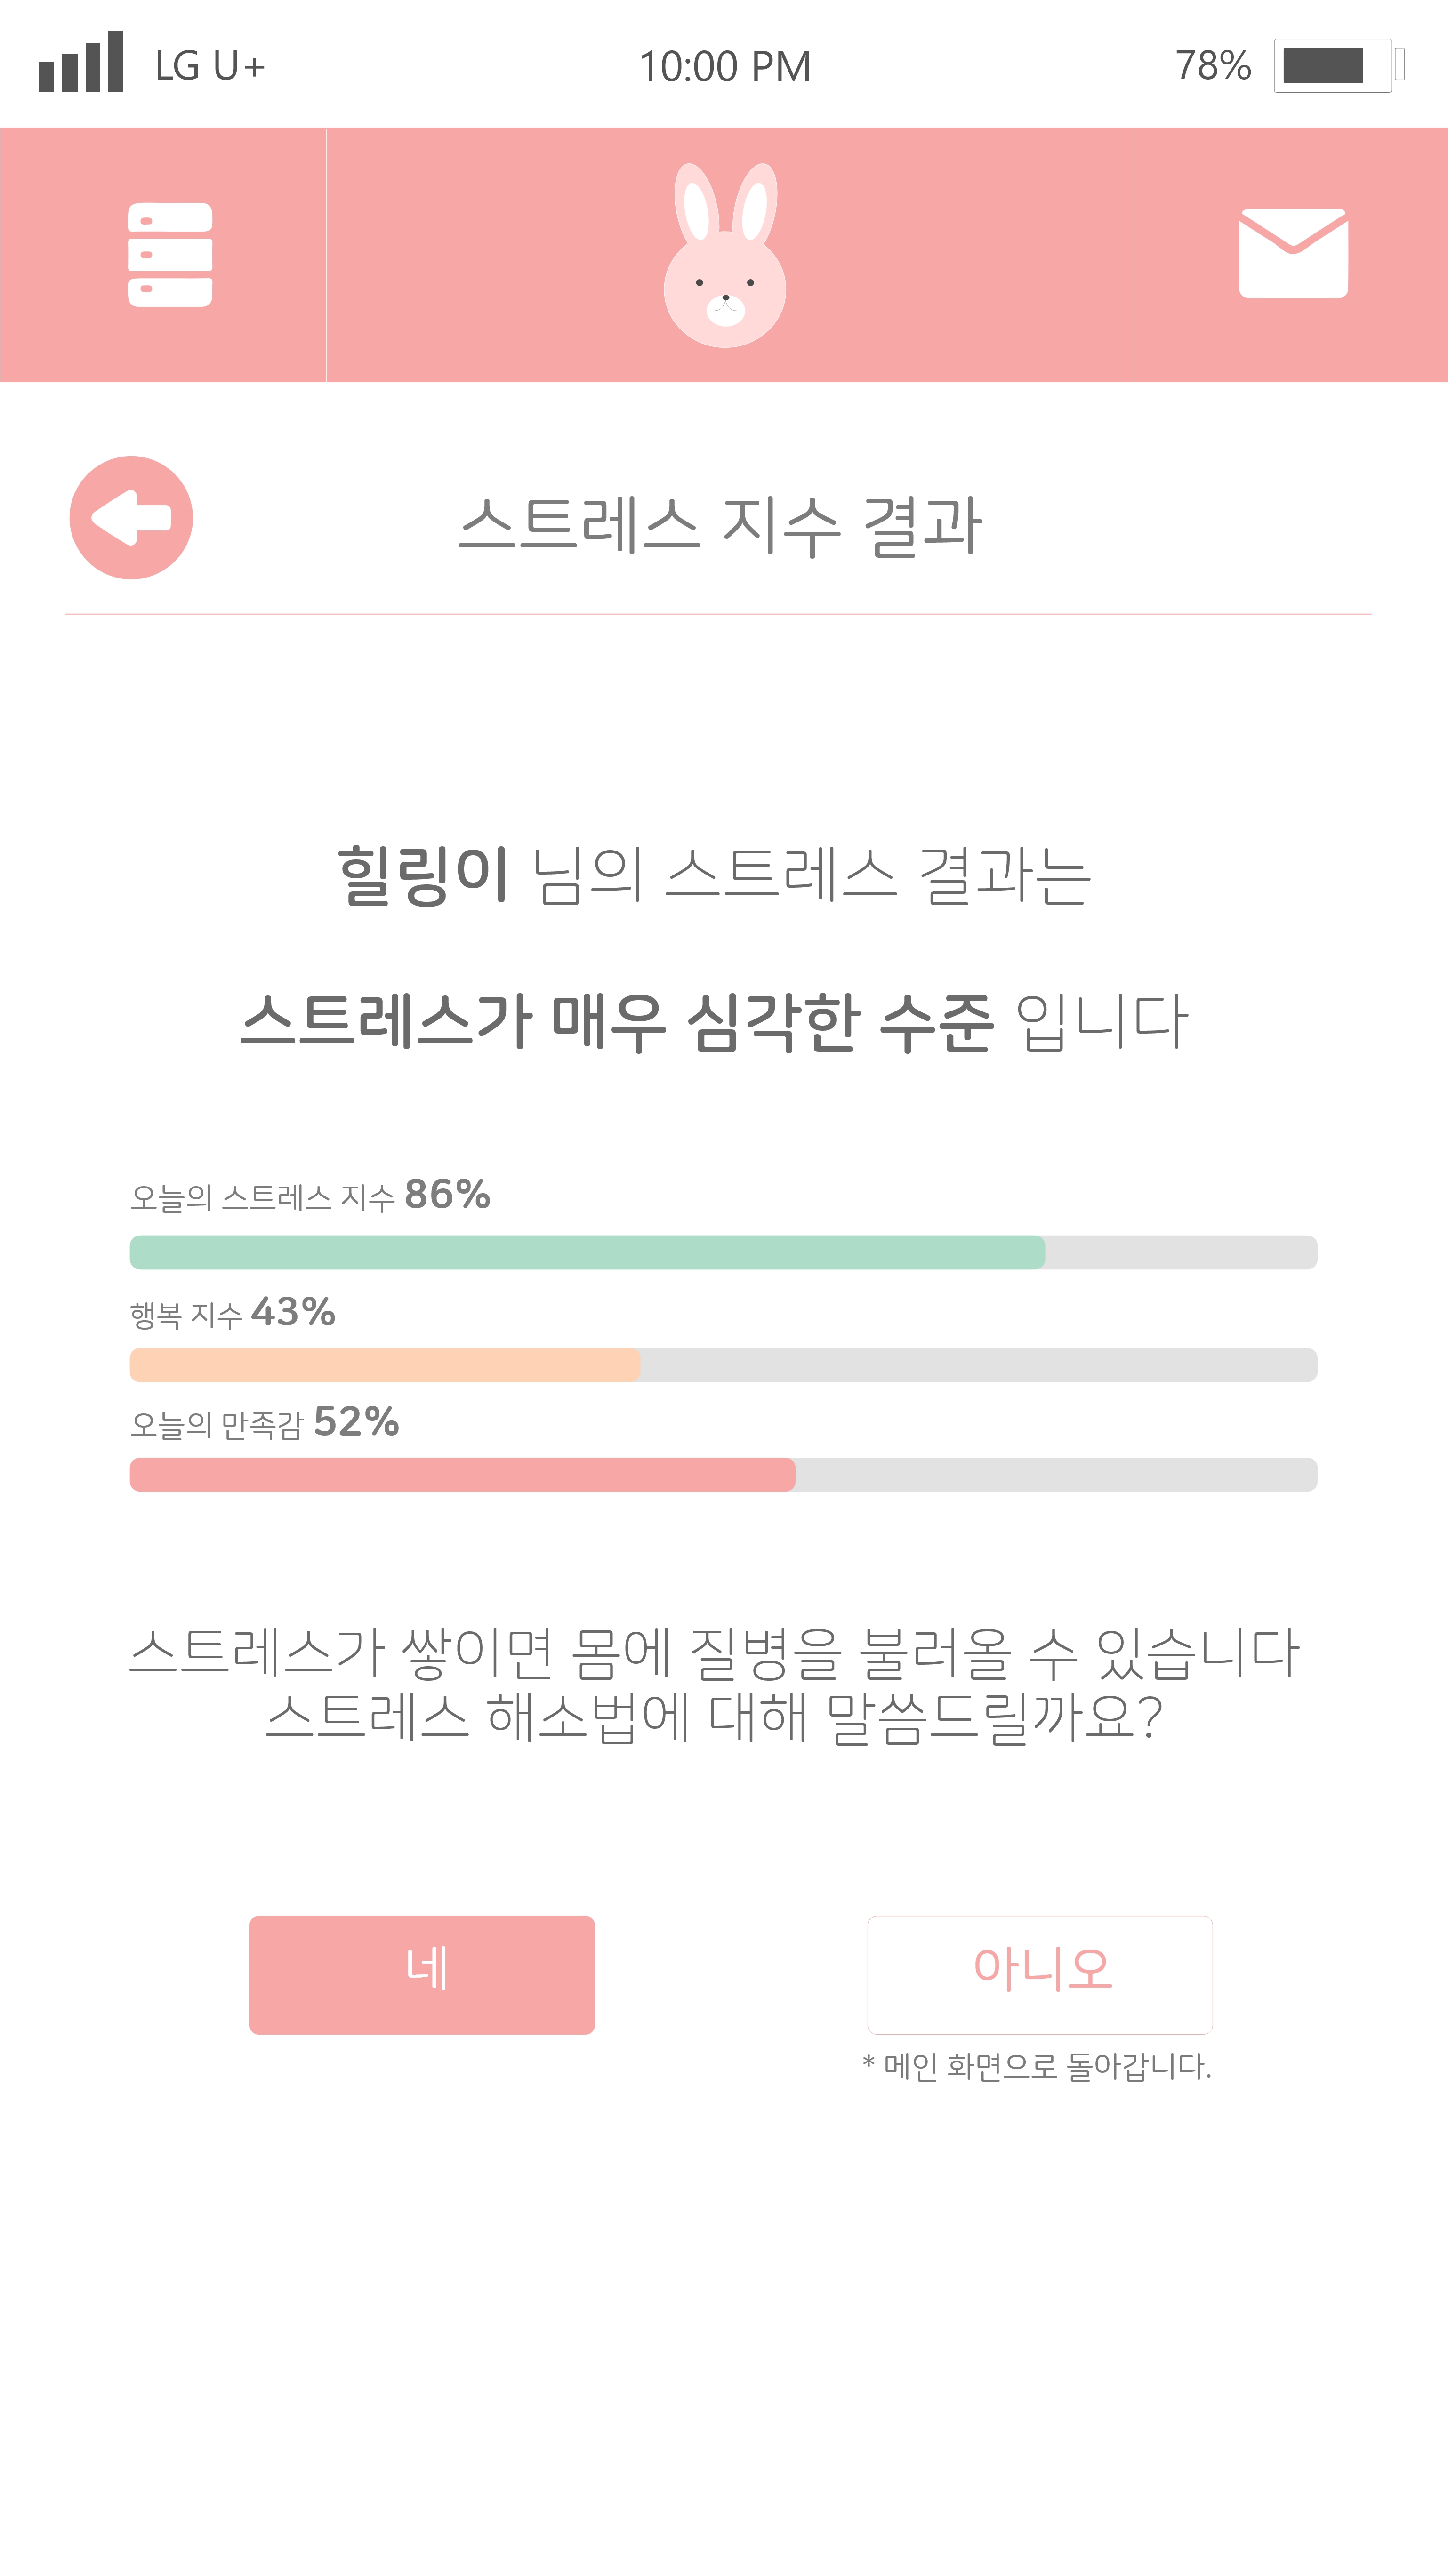 LG U+ 10:00 PM 78%
스트레스 지수 결과
힐링이 님의 스트레스 결과는
스트레스가 매우 심각한 수준 입니다
오늘의 스트레스 지수 86%
행복 지수 43%
오늘의 만족감 52%
스트레스가 쌓이면 몸에 질병을 불러올 수 있습니다
스트레스 해소법에 대해 말씀드릴까요?
네 아니오
* 메인 화면으로 돌아갑니다.